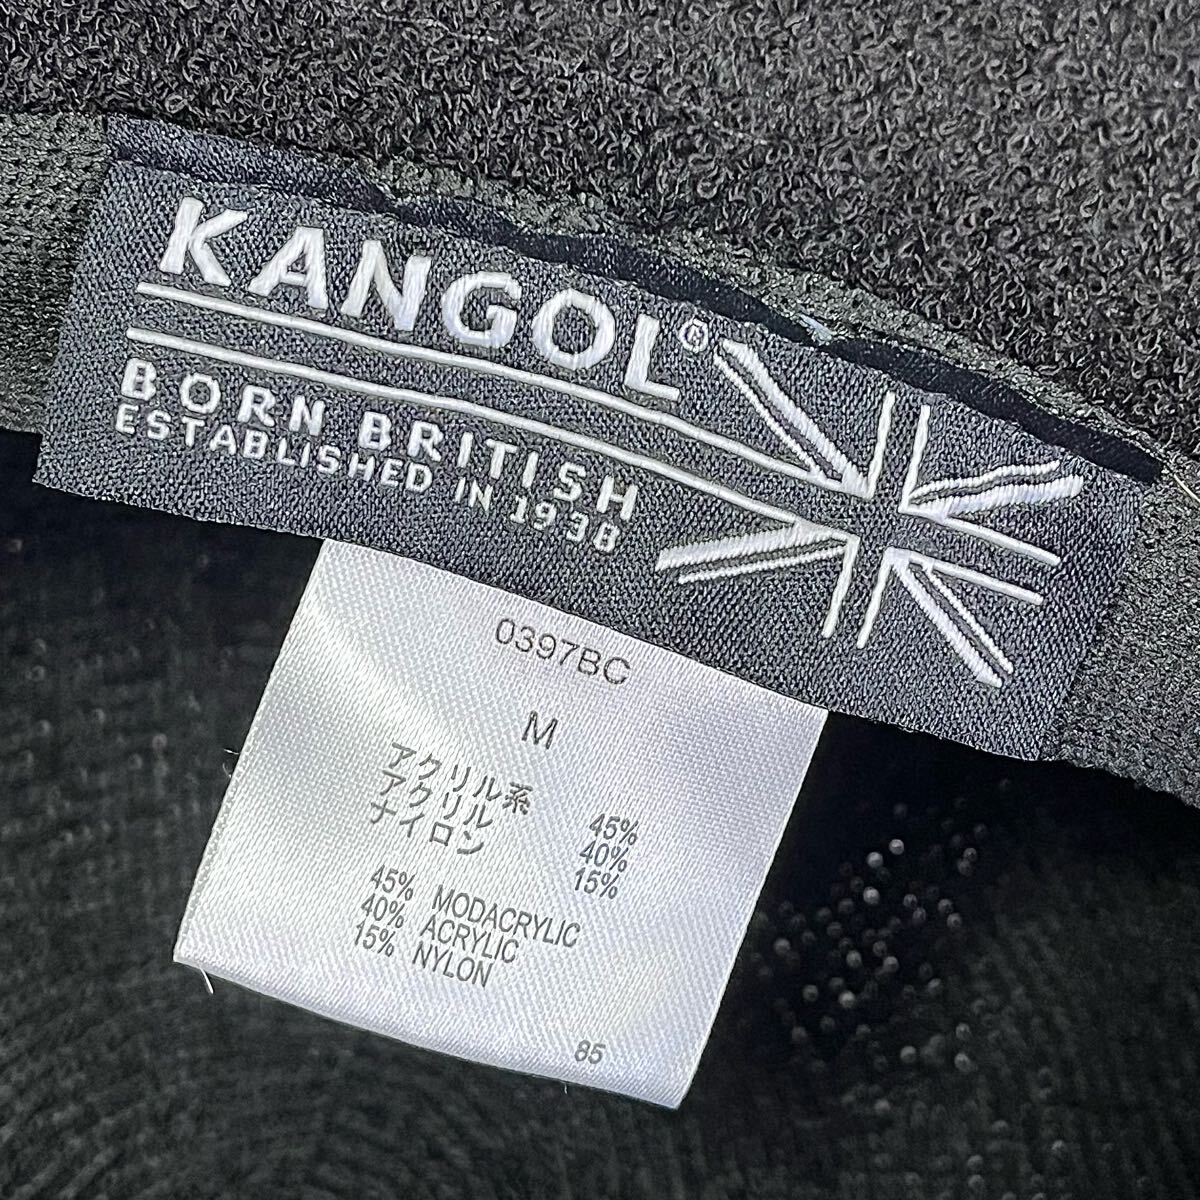 KANGOL®
BORN BRITISH
ESTABLISHED IN 1938
0397BC
M
アクリル系 45%
アクリル 40%
ナイロン 15%
45% MODACRYLIC
40% ACRYLIC
15% NYLON
85